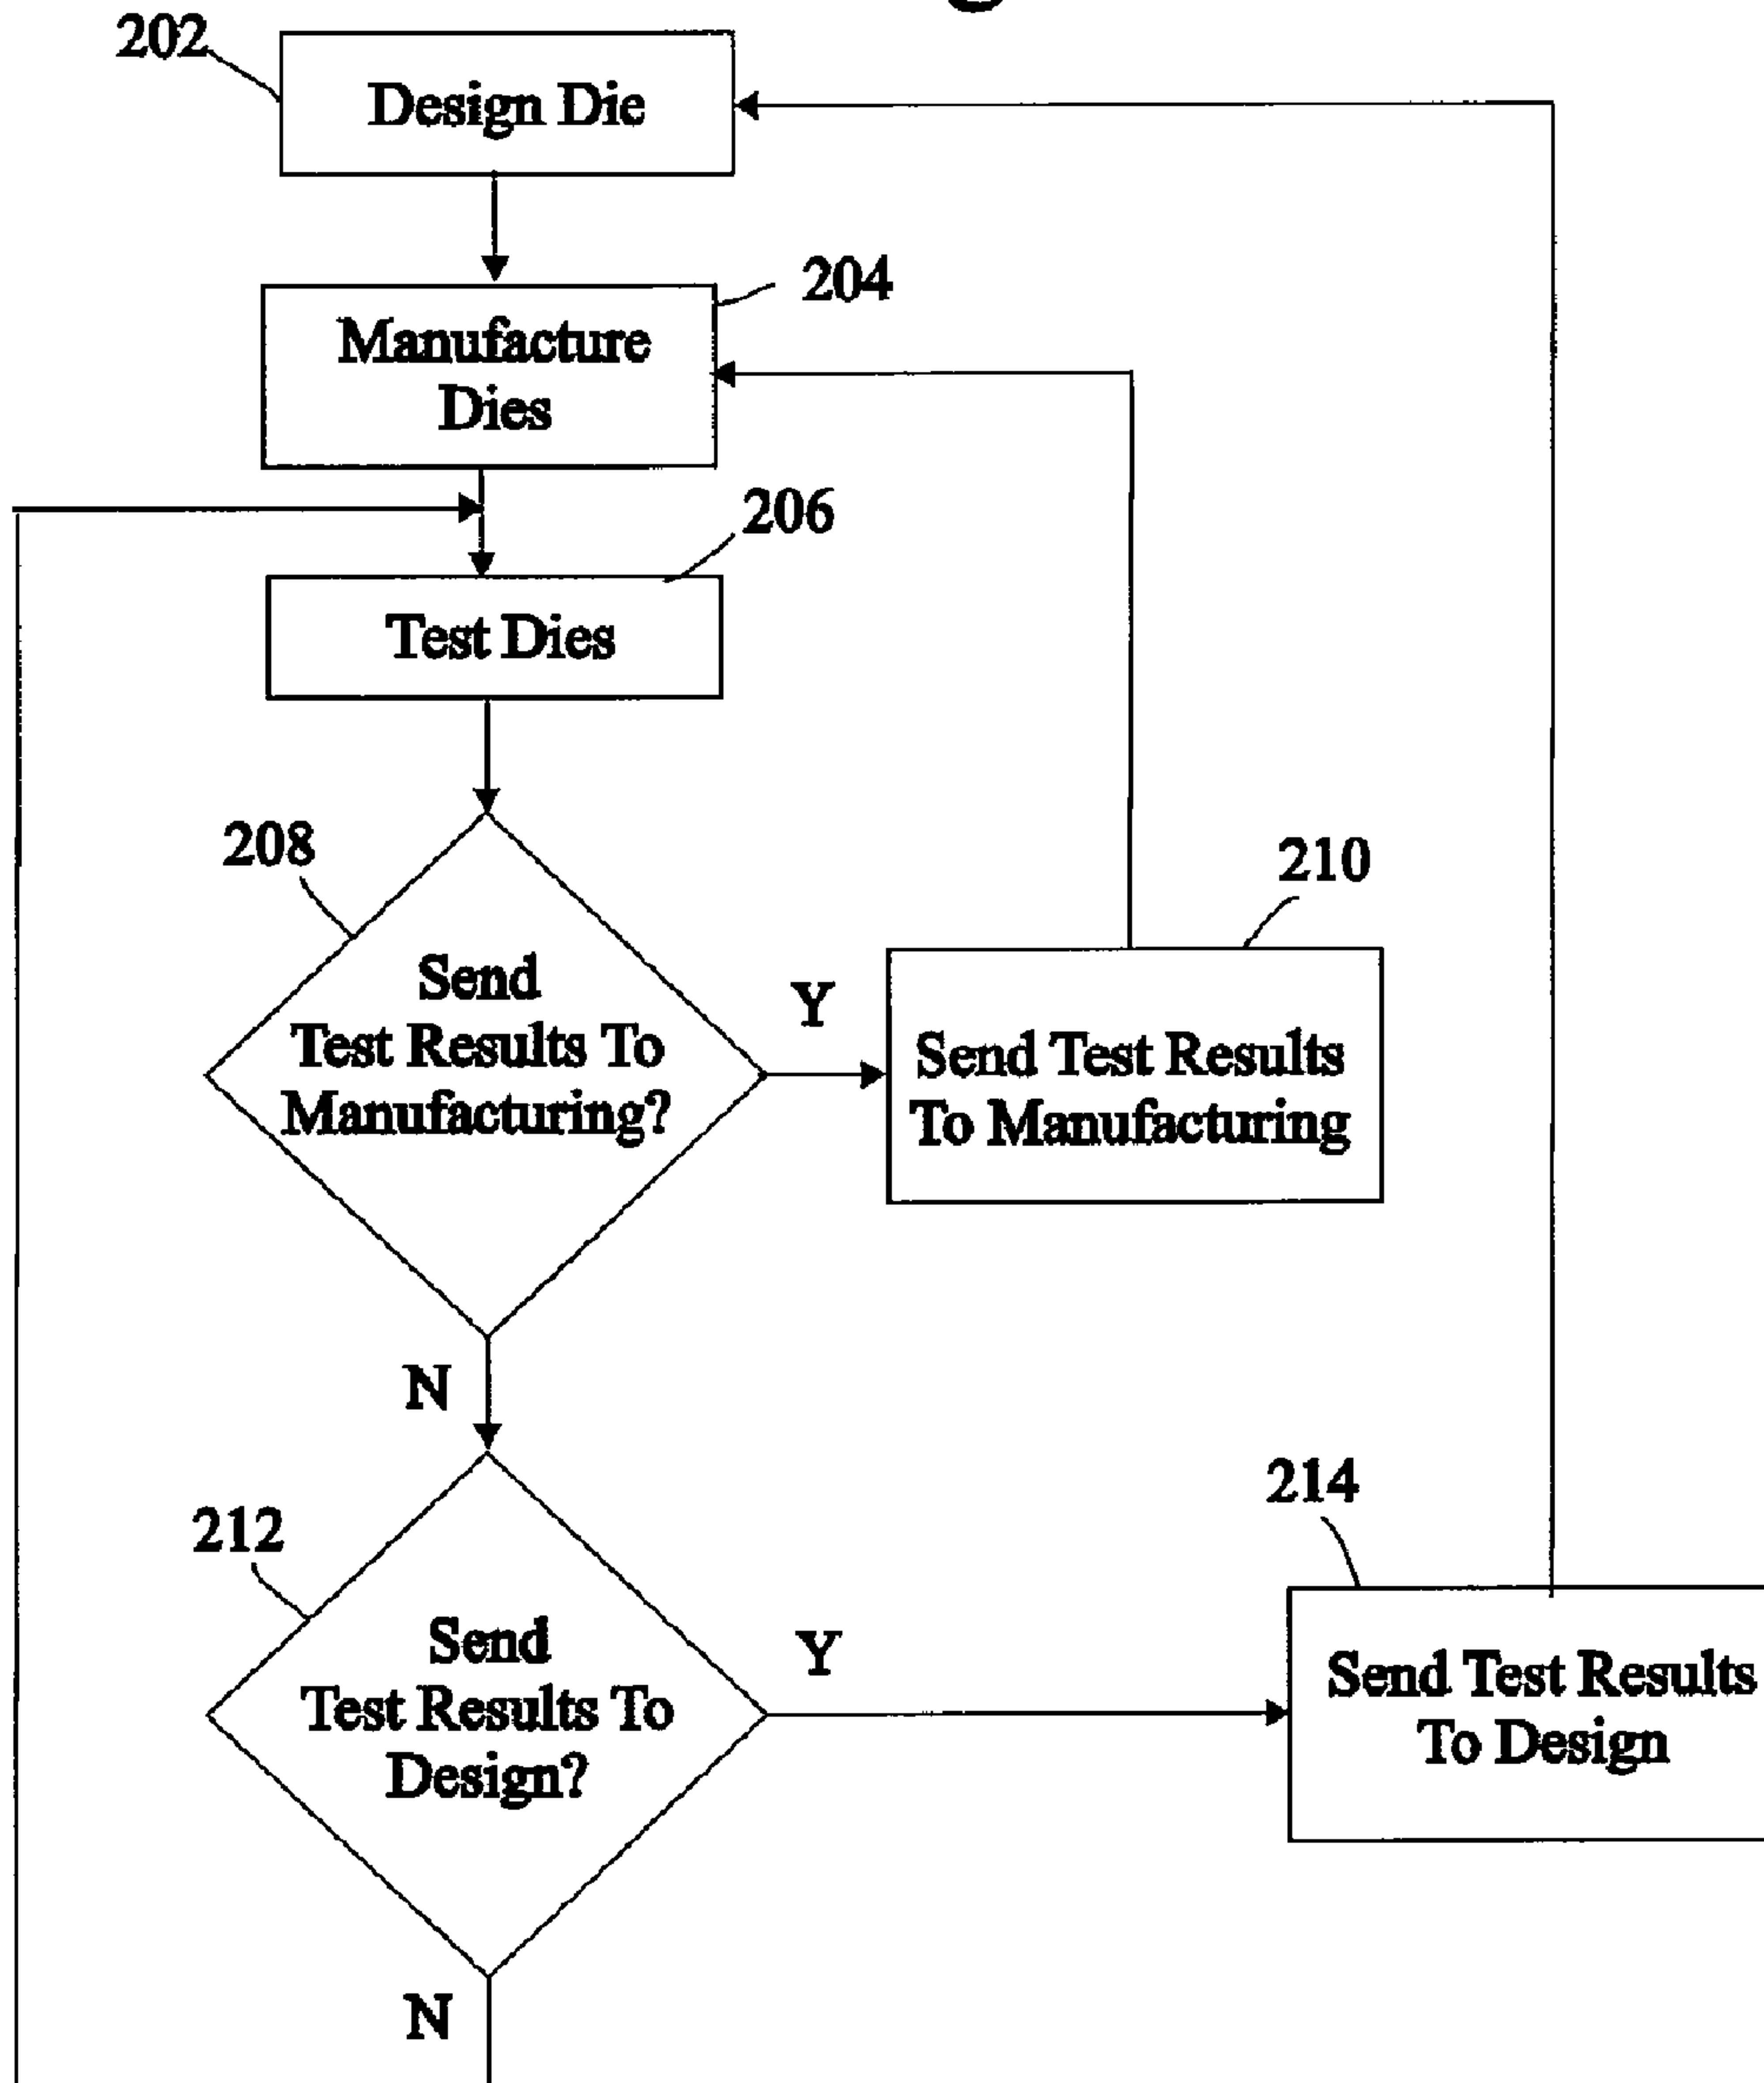 202
Design Die
204
Manufacture
Dies
206
Test Dies
208
Send
Test Results To
Manufacturing?
Y
210
Send Test Results
To Manufacturing
N
212
Send
Test Results To
Design?
Y
214
Send Test Results
To Design
N